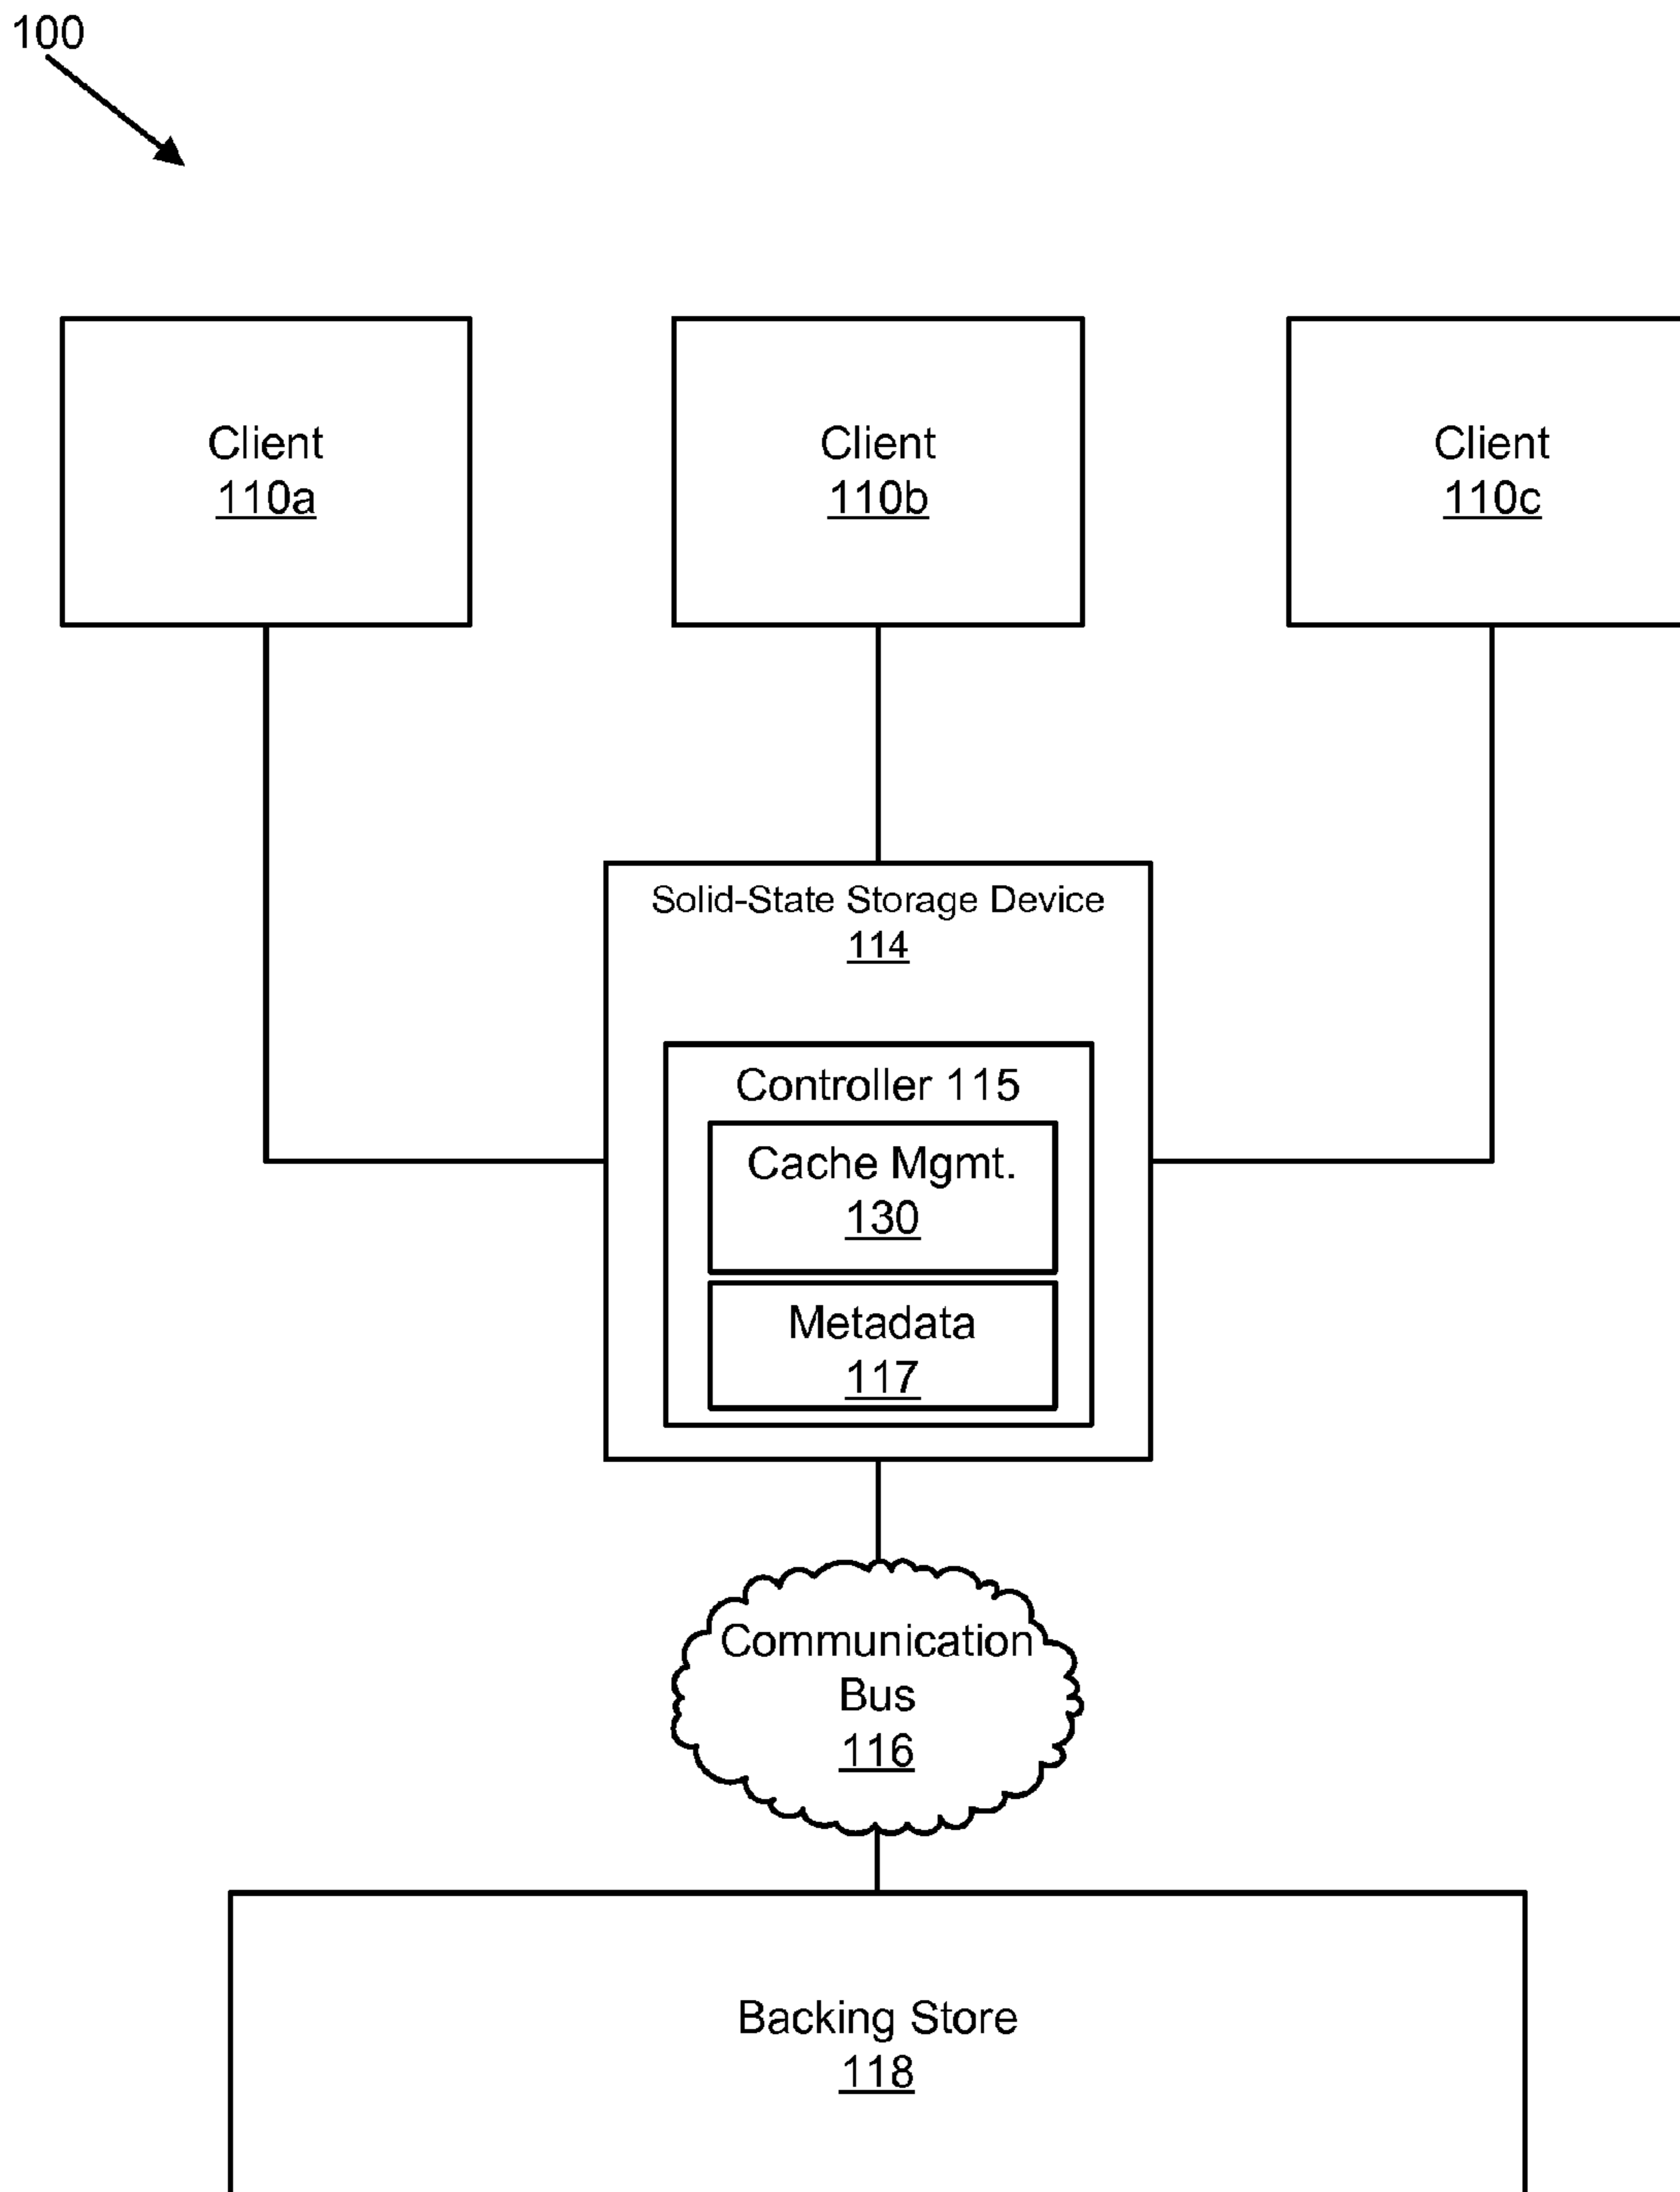 100
Client
110a
Client
110b
Client
110c
Solid-State Storage Device
114
Controller 115
Cache Mgmt.
130
Metadata
117
Communication
Bus
116
Backing Store
118